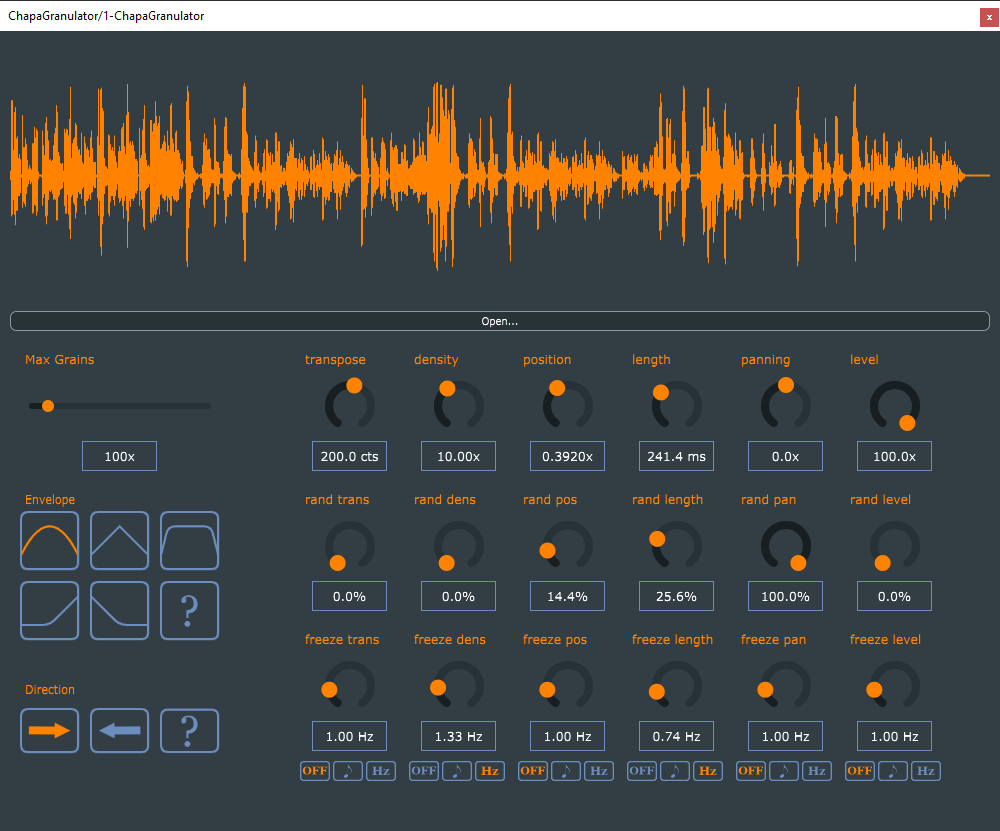 ChapaGranulator/1-ChapaGranulator
x
Open...
Max Grains
transpose density position length panning level
100x
200.0 cts 10.00x 0.3920x 241.4 ms 0.0x 100.0x
Envelope
rand trans rand dens rand pos rand length rand pan rand level
0.0% 0.0% 14.4% 25.6% 100.0% 0.0%
?
freeze trans freeze dens freeze pos freeze length freeze pan freeze level
Direction
?
1.00 Hz 1.33 Hz 1.00 Hz 0.74 Hz 1.00 Hz 1.00 Hz
OFF ♪ Hz OFF ♪ Hz OFF ♪ Hz OFF ♪ Hz OFF ♪ Hz OFF ♪ Hz